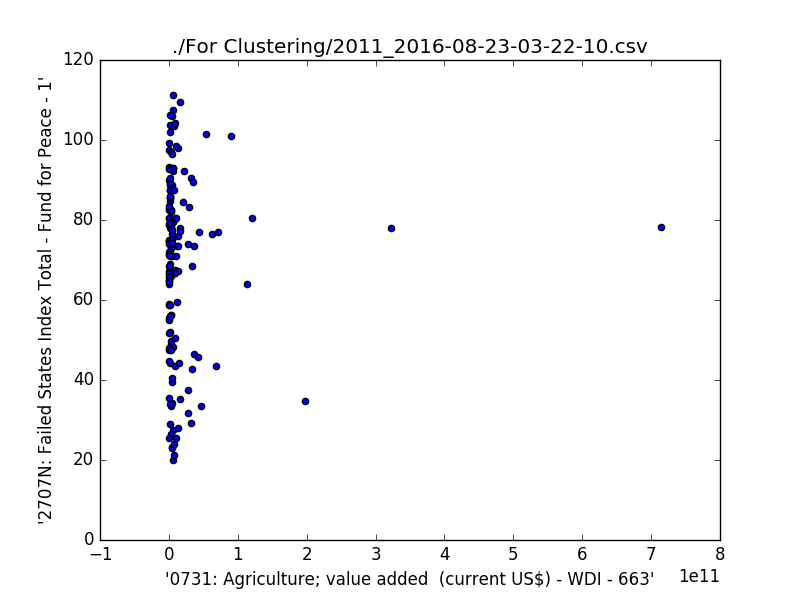 ./For Clustering/2011_2016-08-23-03-22-10.csv
120
100
80
60
40
20
0
'2707N: Failed States Index Total - Fund for Peace - 1'
−1 0 1 2 3 4 5 6 7 8
1e11
'0731: Agriculture; value added  (current US$) - WDI - 663'